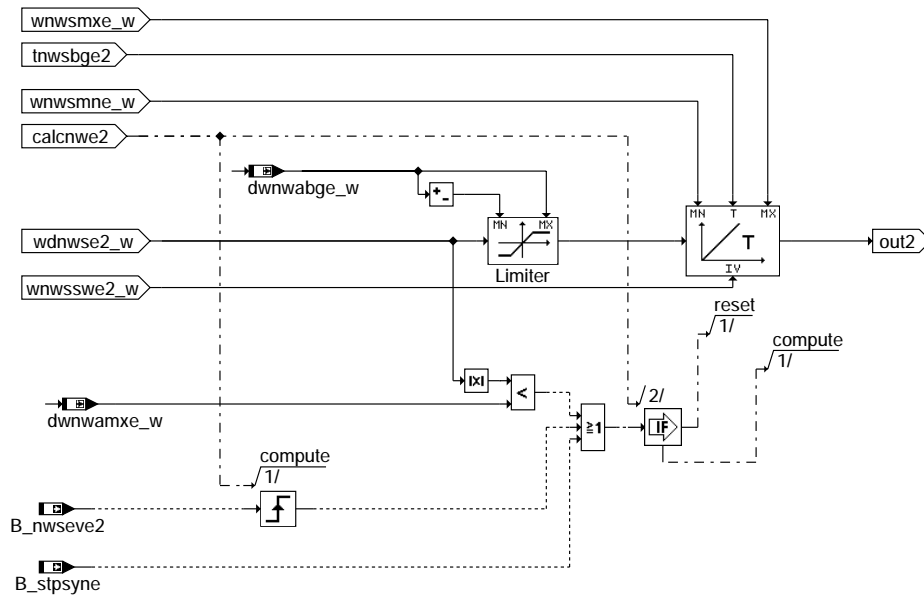 wnwsmxe_w
tnwsbge2
wnwsmne_w
calcnwe2
dwnwabge_w
MN MX
MN T MX
T
IV
wdnwse2_w
out2
Limiter
wnwsswe2_w
reset
1/
compute
1/
|x|
<
2/
dwnwamxe_w
≥1
IF
compute
1/
B_nwseve2
B_stpsyne